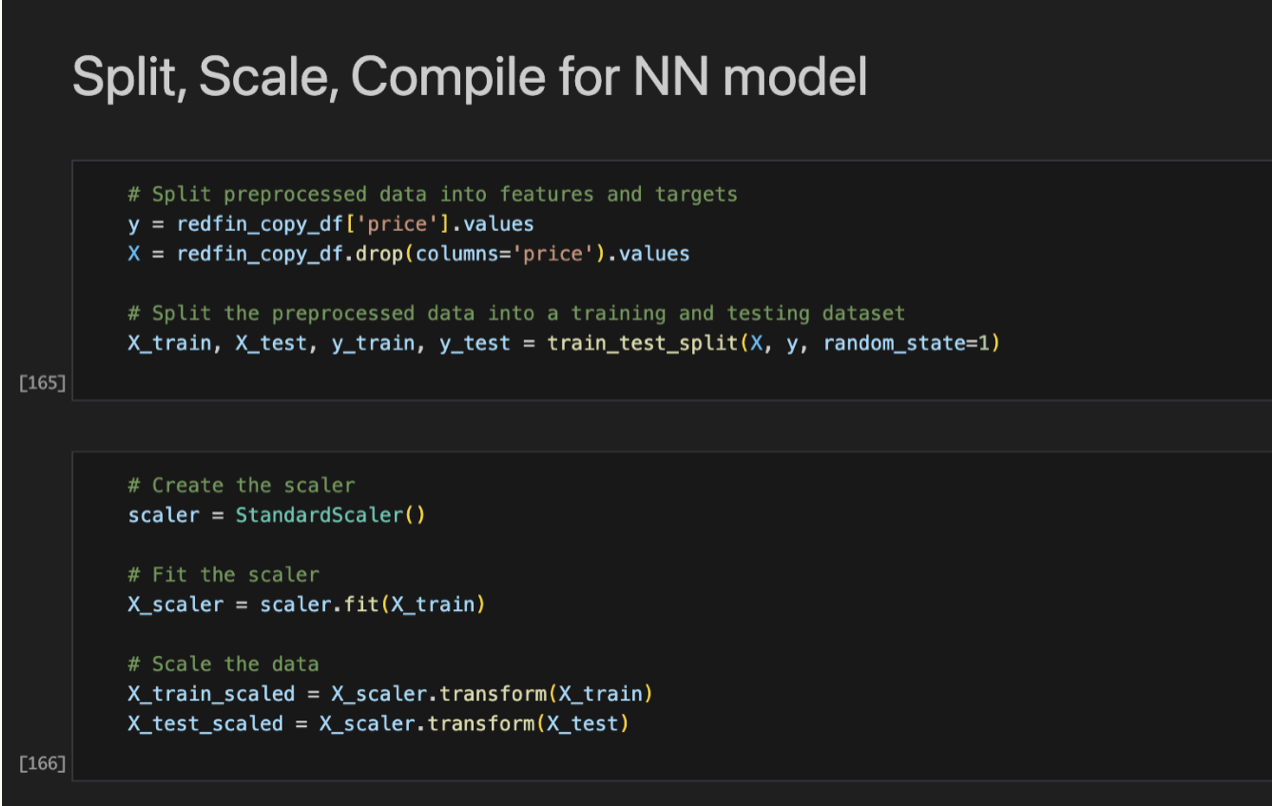 Split, Scale, Compile for NN model
# Split preprocessed data into features and targets
y = redfin_copy_df['price'].values
X = redfin_copy_df.drop(columns='price').values
# Split the preprocessed data into a training and testing dataset
X_train, X_test, y_train, y_test = train_test_split(X, y, random_state=1)
[165]
# Create the scaler
scaler = StandardScaler()
# Fit the scaler
X_scaler = scaler.fit(X_train)
# Scale the data
X_train_scaled = X_scaler.transform(X_train)
X_test_scaled = X_scaler.transform(X_test)
[166]